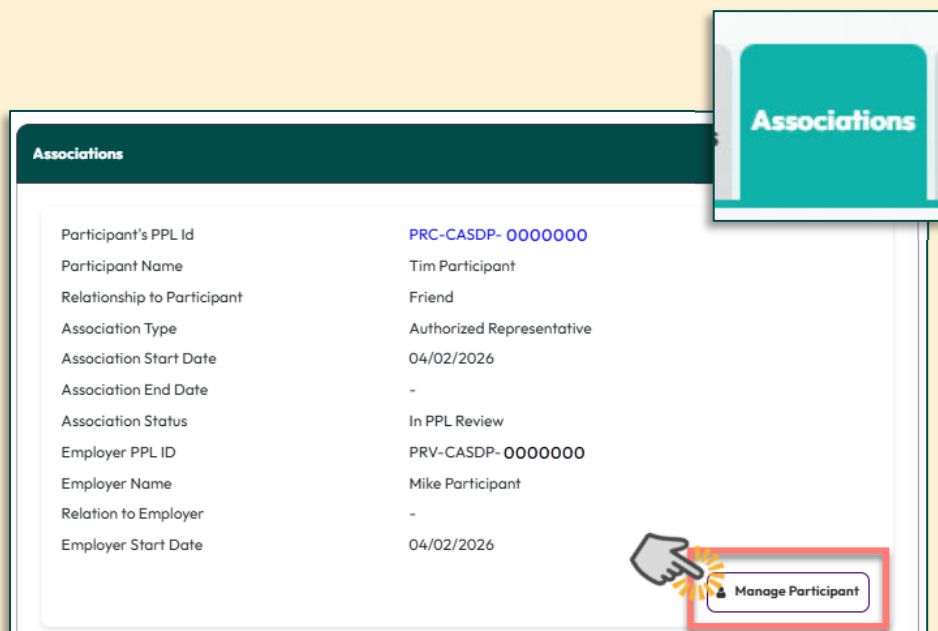 Associations
Associations
Participant's PPL Id PRC-CASDP- 0000000
Participant Name Tim Participant
Relationship to Participant Friend
Association Type Authorized Representative
Association Start Date 04/02/2026
Association End Date -
Association Status In PPL Review
Employer PPL ID PRV-CASDP- 0000000
Employer Name Mike Participant
Relation to Employer -
Employer Start Date 04/02/2026
Manage Participant